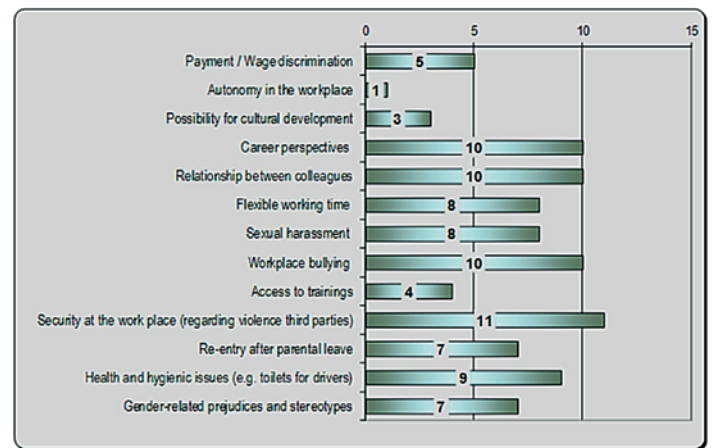 0 5 10 15
Payment / Wage discrimination 5
Autonomy in the workplace 1
Possibility for cultural development 3
Career perspectives 10
Relationship between colleagues 10
Flexible working time 8
Sexual harassment 8
Workplace bullying 10
Access to trainings 4
Security at the work place (regarding violence third parties) 11
Re-entry after parental leave 7
Health and hygienic issues (e.g. toilets for drivers) 9
Gender-related prejudices and stereotypes 7